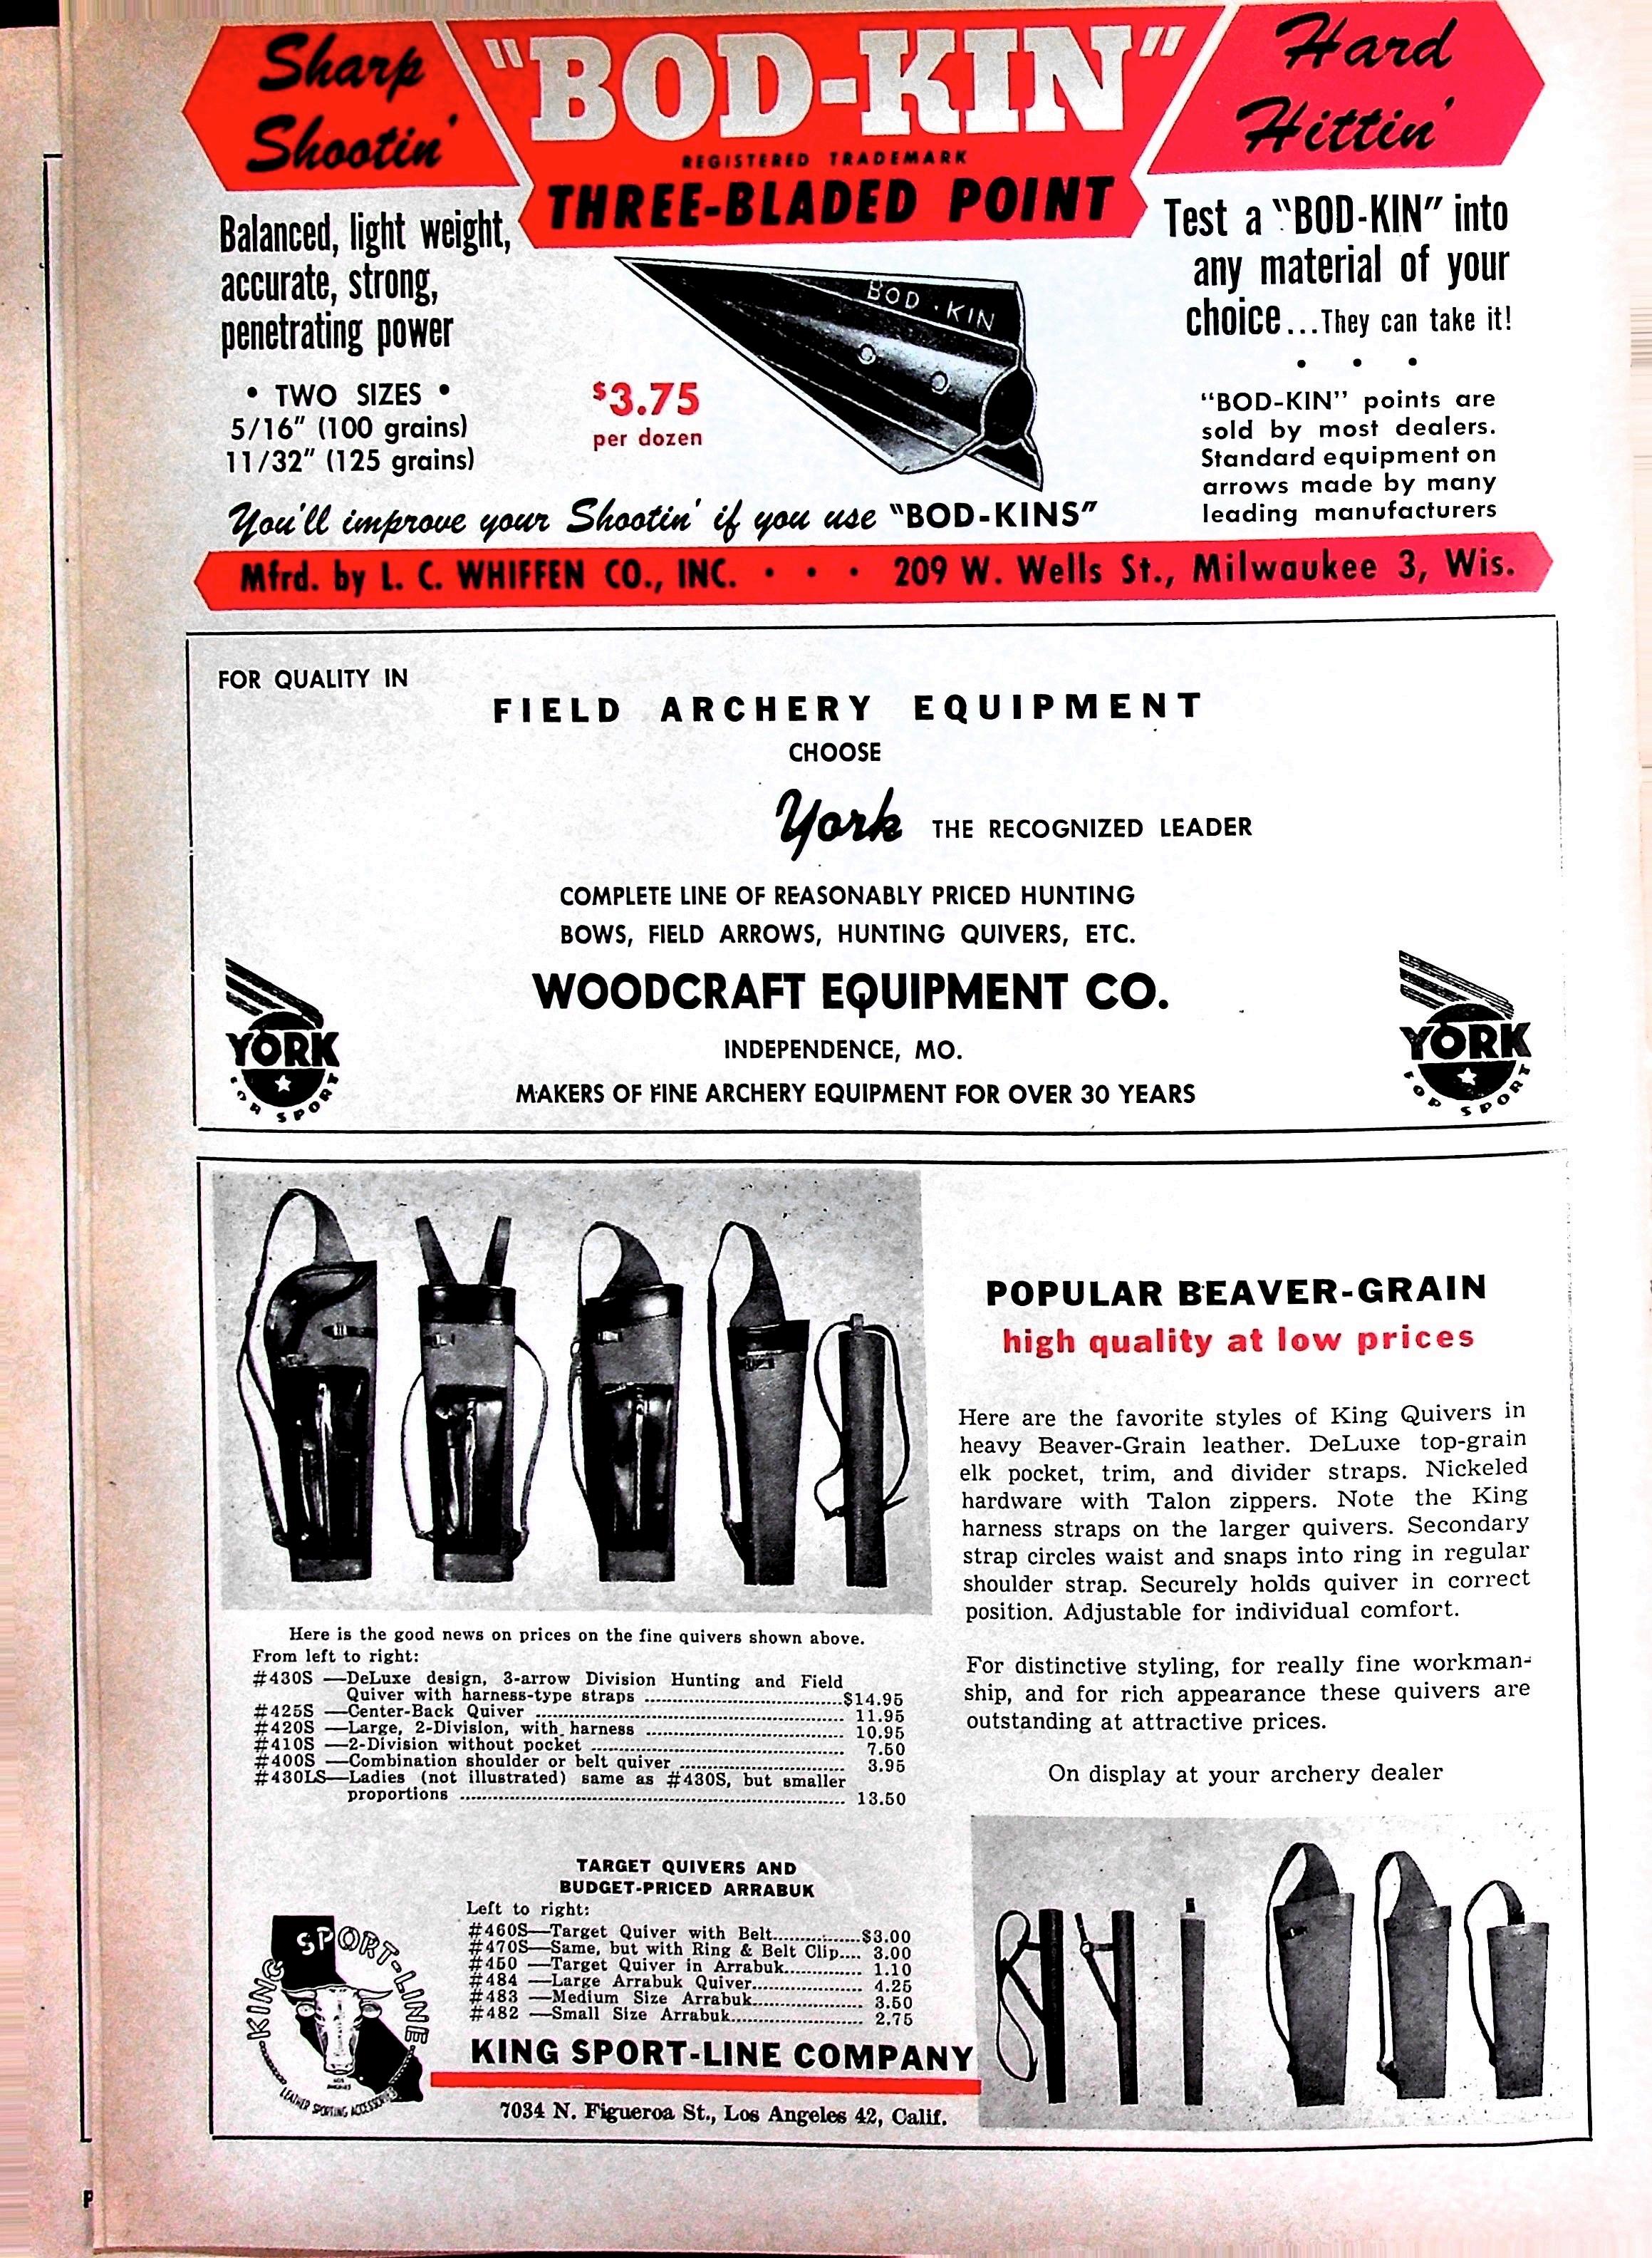 Sharp
Shootin'
"BOD-KIN"
REGISTERED TRADEMARK
THREE-BLADED POINT
Hard
Hittin'
Balanced, light weight,
accurate, strong,
penetrating power
• TWO SIZES •
5/16" (100 grains)
11/32" (125 grains)
$3.75
per dozen
BOD·KIN
Test a "BOD-KIN" into
any material of your
choice...They can take it!
• • •
"BOD-KIN" points are
sold by most dealers.
Standard equipment on
arrows made by many
leading manufacturers
You'll improve your Shootin' if you use "BOD-KINS"
Mfrd. by L. C. WHIFFEN CO., INC. • • • 209 W. Wells St., Milwaukee 3, Wis.
FOR QUALITY IN
FIELD ARCHERY EQUIPMENT
CHOOSE
York THE RECOGNIZED LEADER
COMPLETE LINE OF REASONABLY PRICED HUNTING
BOWS, FIELD ARROWS, HUNTING QUIVERS, ETC.
WOODCRAFT EQUIPMENT CO.
INDEPENDENCE, MO.
MAKERS OF FINE ARCHERY EQUIPMENT FOR OVER 30 YEARS
YORK
FOR SPORT
YORK
FOR SPORT
POPULAR BEAVER-GRAIN
high quality at low prices
Here are the favorite styles of King Quivers in
heavy Beaver-Grain leather. DeLuxe top-grain
elk pocket, trim, and divider straps. Nickeled
hardware with Talon zippers. Note the King
harness straps on the larger quivers. Secondary
strap circles waist and snaps into ring in regular
shoulder strap. Securely holds quiver in correct
position. Adjustable for individual comfort.
For distinctive styling, for really fine workman-
ship, and for rich appearance these quivers are
outstanding at attractive prices.
On display at your archery dealer
Here is the good news on prices on the fine quivers shown above.
From left to right:
#430S —DeLuxe design, 3-arrow Division Hunting and Field
Quiver with harness-type straps ........ $14.95
#425S —Center-Back Quiver ........ 11.95
#420S —Large, 2-Division, with harness ........ 10.95
#410S —2-Division without pocket ........ 7.50
#400S —Combination shoulder or belt quiver ........ 3.95
#430LS—Ladies (not illustrated) same as #430S, but smaller
proportions ........ 13.50
TARGET QUIVERS AND
BUDGET-PRICED ARRABUK
Left to right:
#460S—Target Quiver with Belt........$3.00
#470S—Same, but with Ring & Belt Clip.... 3.00
#450 —Target Quiver in Arrabuk........ 1.10
#484 —Large Arrabuk Quiver........ 4.25
#483 —Medium Size Arrabuk........ 3.50
#482 —Small Size Arrabuk........ 2.75
KING SPORT-LINE
LEATHER SPORTING ACCESSORIES
KING SPORT-LINE COMPANY
7034 N. Figueroa St., Los Angeles 42, Calif.
P